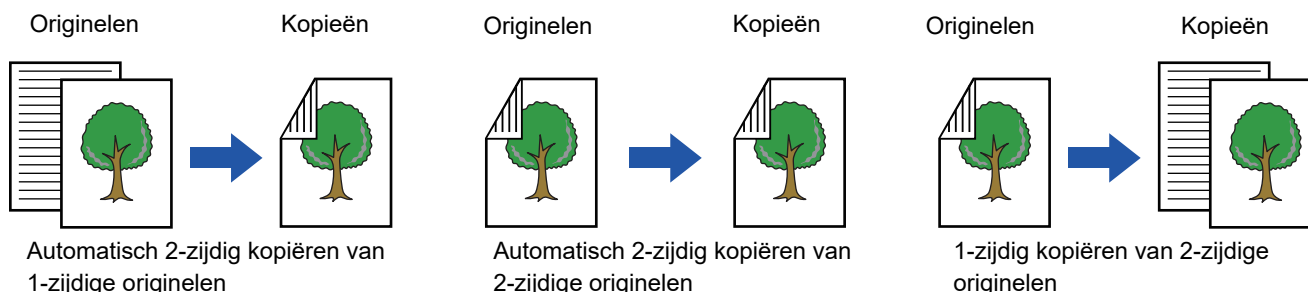 Originelen
Kopieën
Originelen
Kopieën
Originelen
Kopieën
Automatisch 2-zijdig kopiëren van
1-zijdige originelen
Automatisch 2-zijdig kopiëren van
2-zijdige originelen
1-zijdig kopiëren van 2-zijdige
originelen